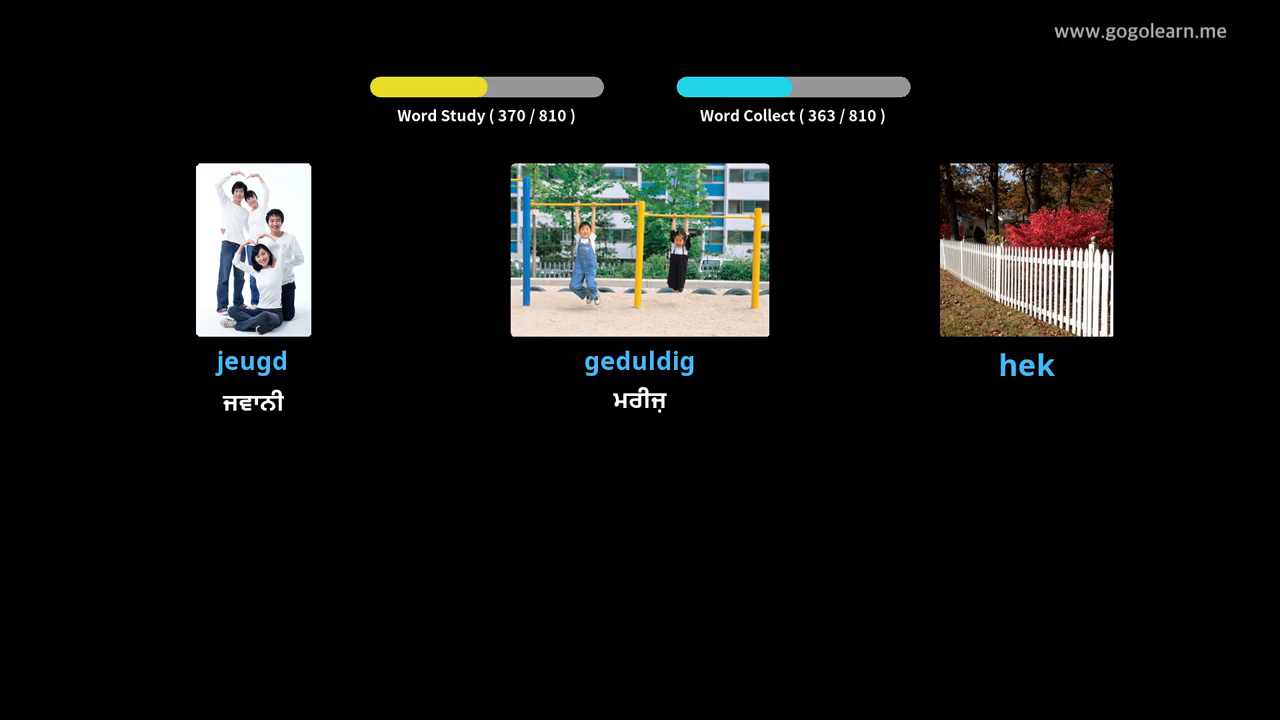 www.gogolearn.me
Word Study ( 370 / 810 )
Word Collect ( 363 / 810 )
jeugd
geduldig
hek
ਜਵਾਨੀ
ਮਰੀਜ਼